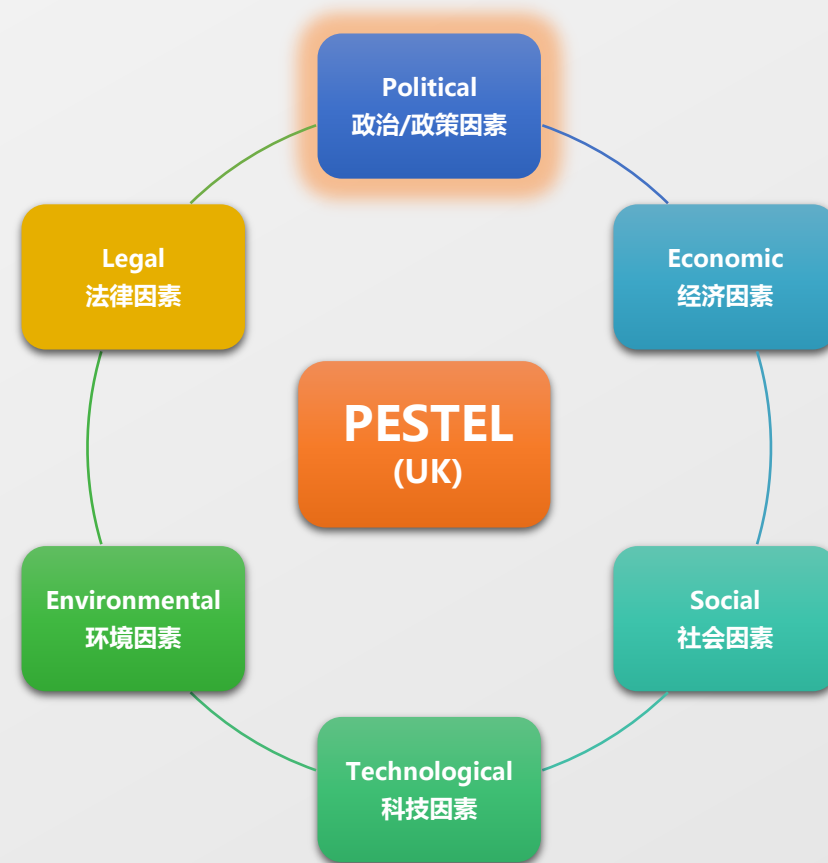 Political
政治/政策因素
Legal
法律因素
Economic
经济因素
PESTEL
(UK)
Environmental
环境因素
Social
社会因素
Technological
科技因素